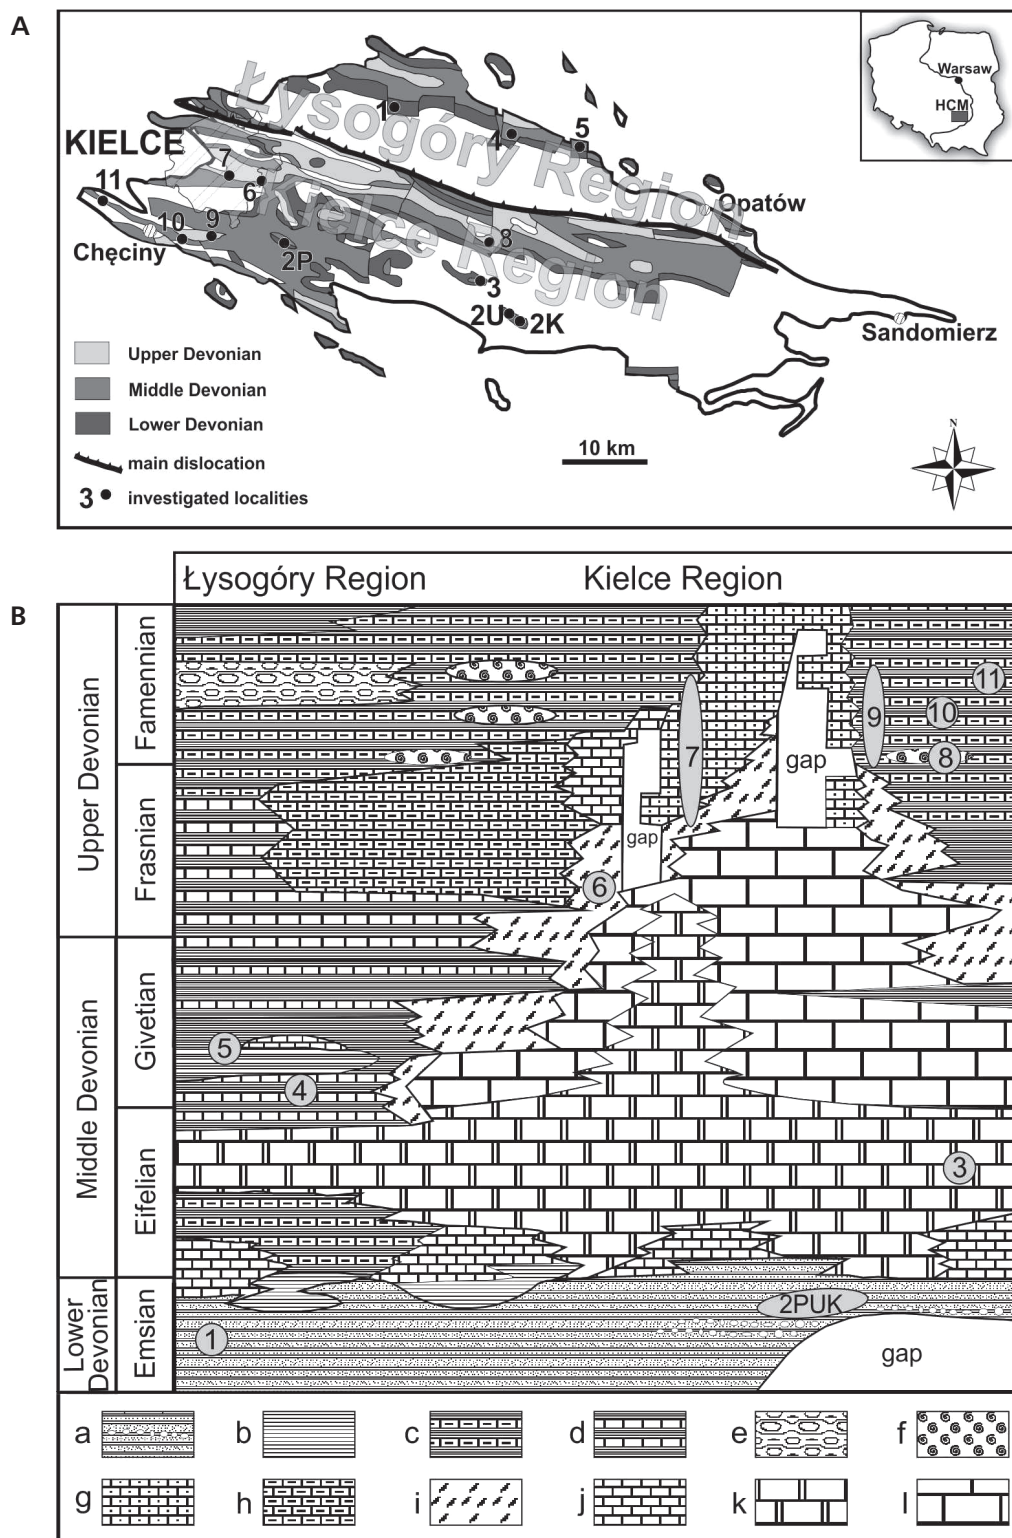 A
Warsaw
HCM
Łysogóry Region
Kielce Region
KIELCE
1
4
5
7
6
11
10
9
8
2P
3
2U
2K
Chęciny
Opatów
Sandomierz
Upper Devonian
Middle Devonian
Lower Devonian
main dislocation
3 investigated localities
10 km
N
B
Łysogóry Region
Kielce Region
Upper Devonian
Middle Devonian
Lower Devonian
Famennian
Frasnian
Givetian
Eifelian
Emsian
11
10
9
8
7
gap
gap
6
5
4
3
2PUK
1
gap
a
b
c
d
e
f
g
h
i
j
k
l